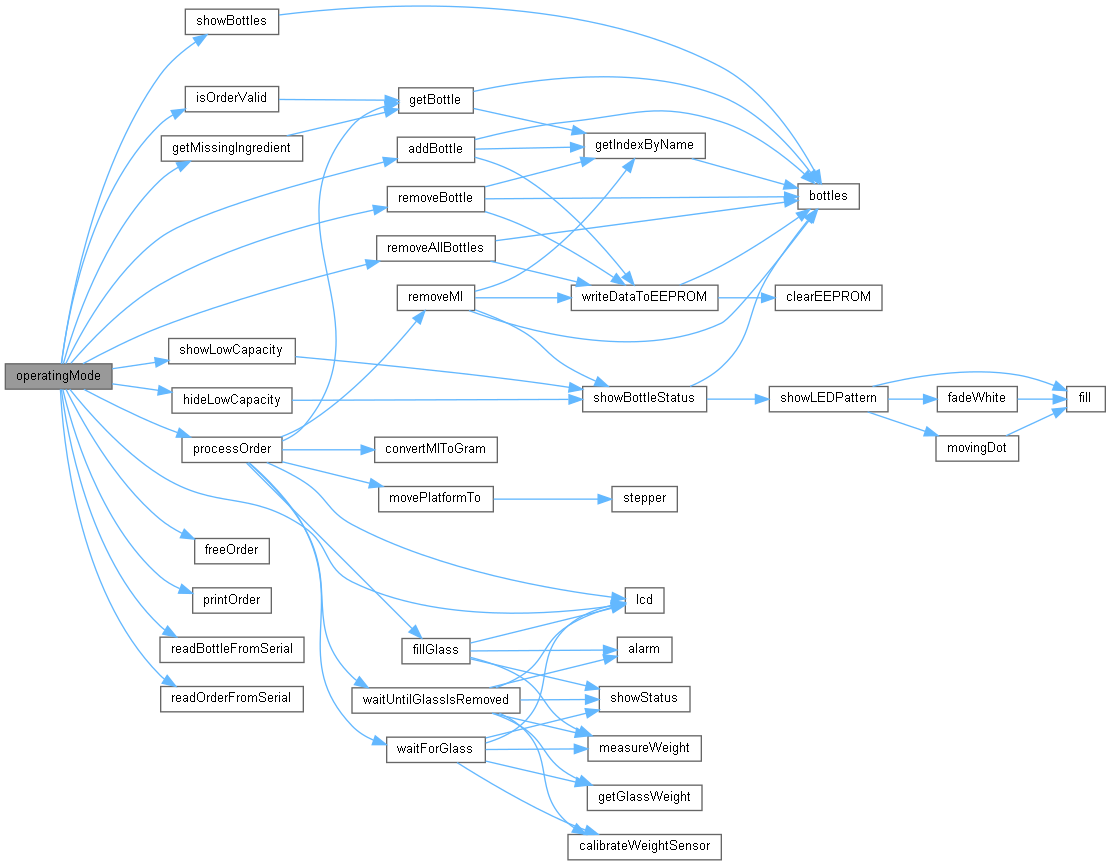 showBottles
isOrderValid
getBottle
getMissingIngredient
addBottle
getIndexByName
removeBottle
bottles
removeAllBottles
removeMl
writeDataToEEPROM
clearEEPROM
showLowCapacity
operatingMode
hideLowCapacity
showBottleStatus
showLEDPattern
fadeWhite
fill
processOrder
convertMlToGram
movingDot
movePlatformTo
stepper
freeOrder
printOrder
lcd
readBottleFromSerial
fillGlass
alarm
readOrderFromSerial
waitUntilGlassIsRemoved
showStatus
waitForGlass
measureWeight
getGlassWeight
calibrateWeightSensor